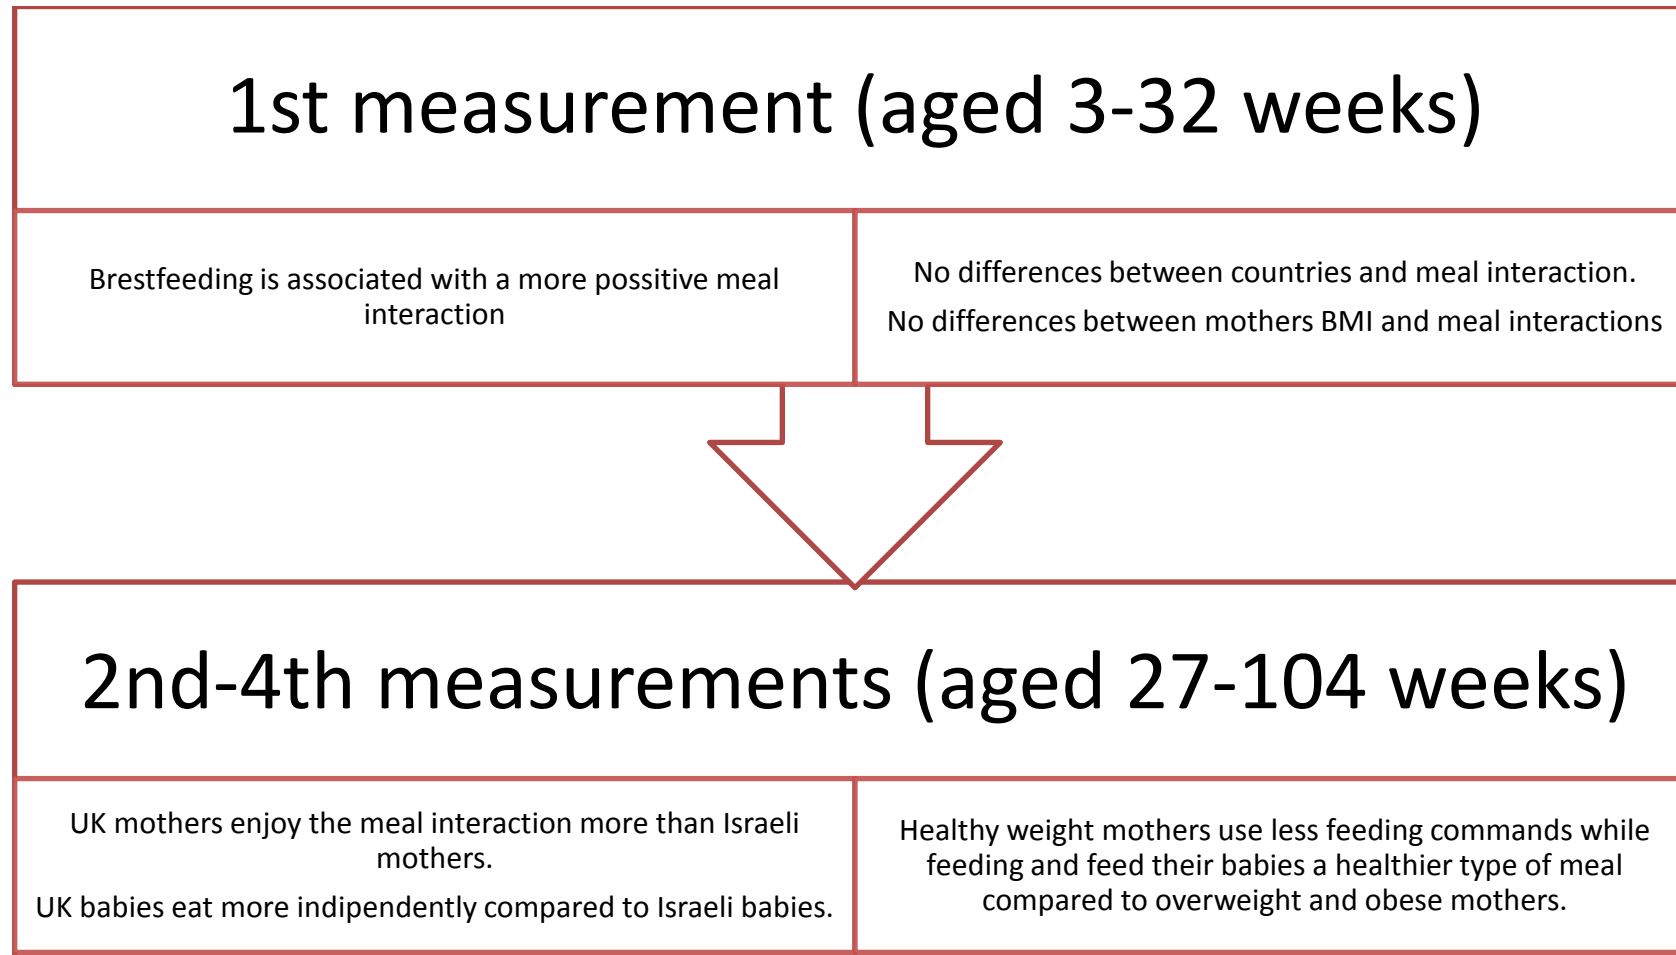 1st measurement (aged 3-32 weeks)
Brestfeeding is associated with a more possitive meal
interaction
No differences between countries and meal interaction.
No differences between mothers BMI and meal interactions
2nd-4th measurements (aged 27-104 weeks)
UK mothers enjoy the meal interaction more than Israeli
mothers.
UK babies eat more indipendently compared to Israeli babies.
Healthy weight mothers use less feeding commands while
feeding and feed their babies a healthier type of meal
compared to overweight and obese mothers.